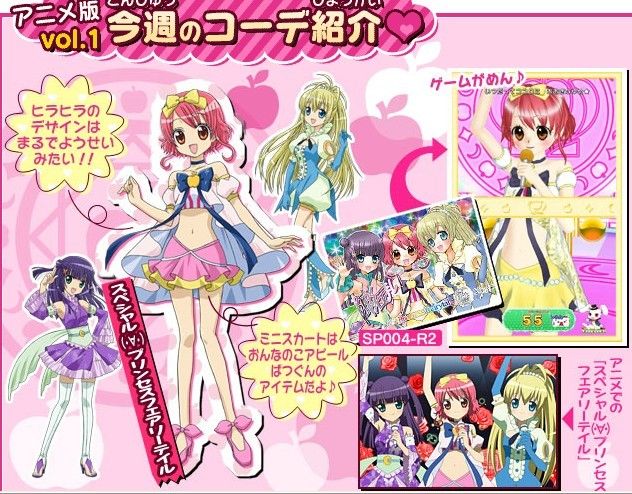 アニメ版
vol.1
こんしゅう
しょうかい
今週のコーデ紹介♥
ヒラヒラの
デザインは
まるでようせい
みたい!!
ゲームがめん♪
SP004-R2
スペシャル(・∀・)プリンセスフェアリーテイル
ミニスカートは
おんなのこアピール
ばつぐんの
アイテムだよ♪
55
アニメでの
「スペシャル(・∀・)プリンセス
フェアリーテイル」